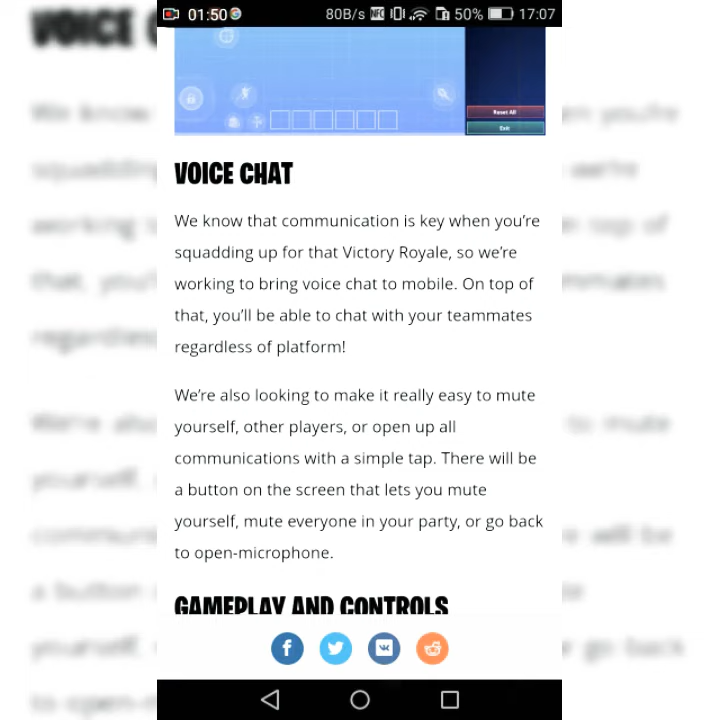 01:50 80B/s NFC 50% 17:07
Reset All
Exit
VOICE CHAT
We know that communication is key when you’re
squadding up for that Victory Royale, so we’re
working to bring voice chat to mobile. On top of
that, you’ll be able to chat with your teammates
regardless of platform!
We’re also looking to make it really easy to mute
yourself, other players, or open up all
communications with a simple tap. There will be
a button on the screen that lets you mute
yourself, mute everyone in your party, or go back
to open-microphone.
GAMEPLAY AND CONTROLS